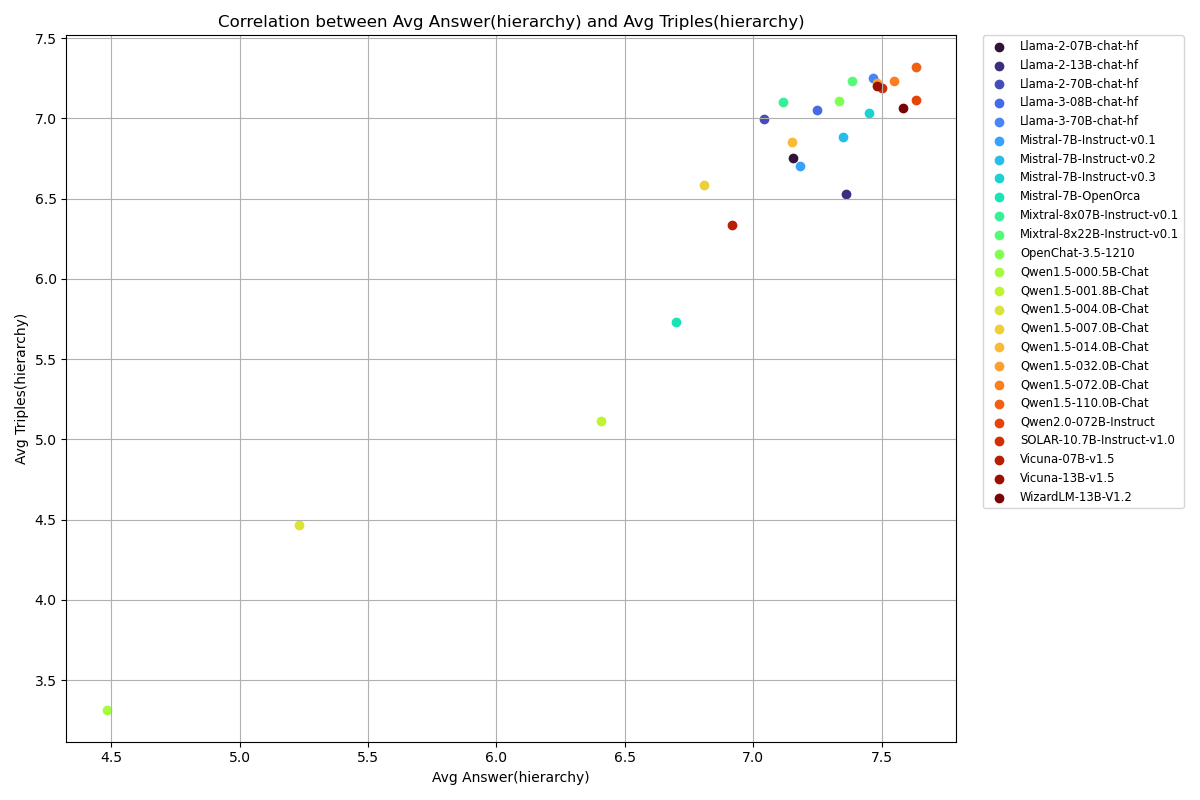 Correlation between Avg Answer(hierarchy) and Avg Triples(hierarchy)
7.5
7.0
6.5
6.0
5.5
5.0
4.5
4.0
3.5
Avg Triples(hierarchy)
4.5 5.0 5.5 6.0 6.5 7.0 7.5
Avg Answer(hierarchy)
Llama-2-07B-chat-hf
Llama-2-13B-chat-hf
Llama-2-70B-chat-hf
Llama-3-08B-chat-hf
Llama-3-70B-chat-hf
Mistral-7B-Instruct-v0.1
Mistral-7B-Instruct-v0.2
Mistral-7B-Instruct-v0.3
Mistral-7B-OpenOrca
Mixtral-8x07B-Instruct-v0.1
Mixtral-8x22B-Instruct-v0.1
OpenChat-3.5-1210
Qwen1.5-000.5B-Chat
Qwen1.5-001.8B-Chat
Qwen1.5-004.0B-Chat
Qwen1.5-007.0B-Chat
Qwen1.5-014.0B-Chat
Qwen1.5-032.0B-Chat
Qwen1.5-072.0B-Chat
Qwen1.5-110.0B-Chat
Qwen2.0-072B-Instruct
SOLAR-10.7B-Instruct-v1.0
Vicuna-07B-v1.5
Vicuna-13B-v1.5
WizardLM-13B-V1.2